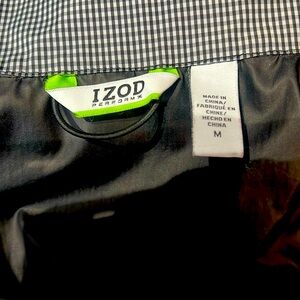 IZOD
PERFORM X
MADE IN
CHINA/
FABRIQUÉ EN
CHINE/
HECHO EN
CHINA
M